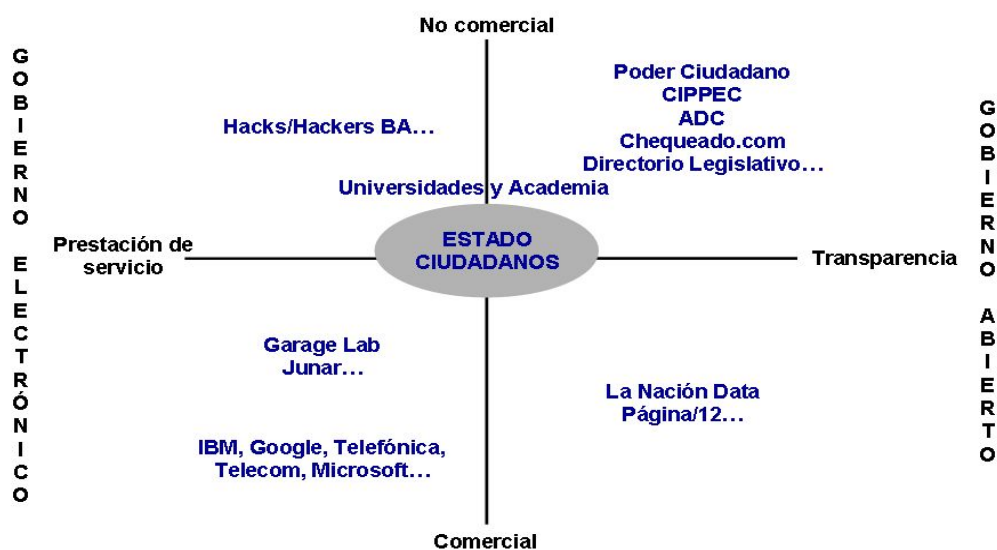 No comercial
GOBIERNO ELECTRÓNICO
Poder Ciudadano
CIPPEC
ADC
Chequeado.com
Directorio Legislativo…
Hacks/Hackers BA…
GOBIERNO ABIERTO
Universidades y Academia
Prestación de
servicio
ESTADO
CIUDADANOS
Transparencia
Garage Lab
Junar…
La Nación Data
Página/12…
IBM, Google, Telefónica,
Telecom, Microsoft…
Comercial